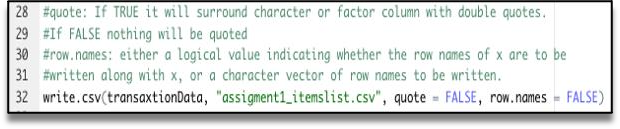 28 #quote: If TRUE it will surround character or factor column with double quotes.
29 #If FALSE nothing will be quoted
30 #row.names: either a logical value indicating whether the row names of x are to be
31 #written along with x, or a character vector of row names to be written.
32 write.csv(transaxtionData, "assigment1_itemslist.csv", quote = FALSE, row.names = FALSE)